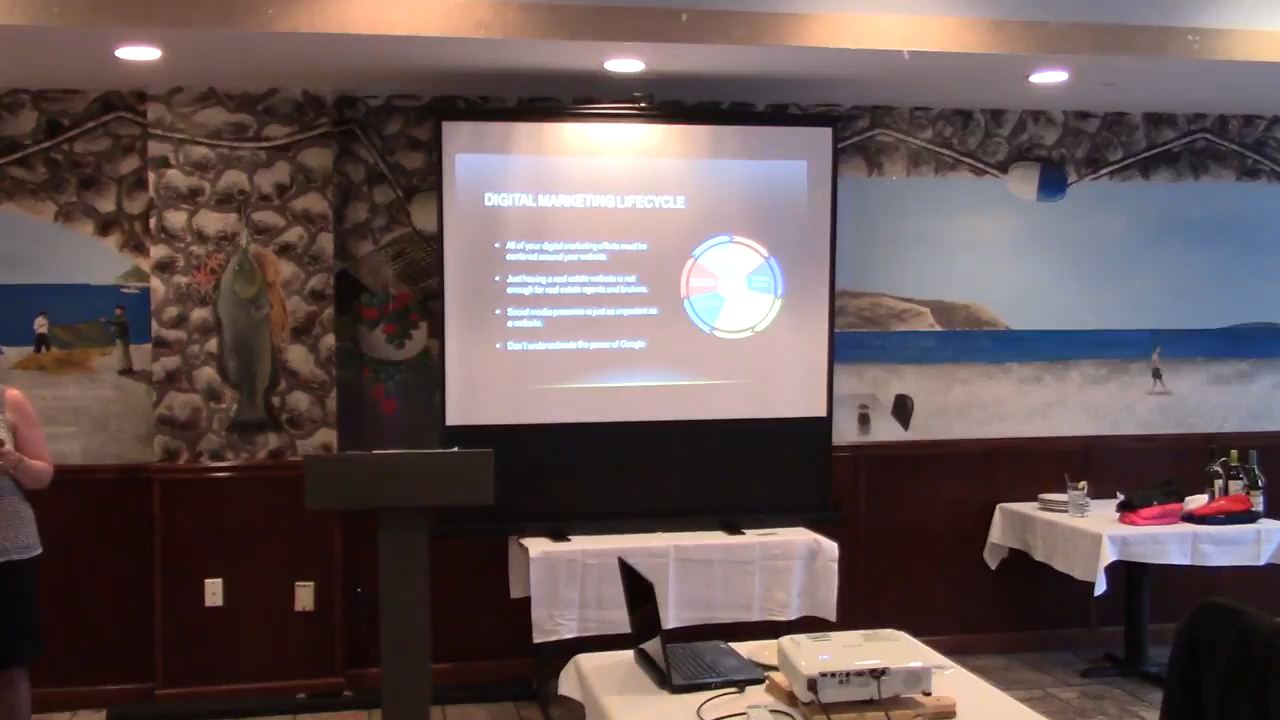 DIGITAL MARKETING LIFECYCLE
All of your digital marketing efforts must be
centered around your website.
Just having a real estate website is not
enough for real estate agents and brokers.
Social media presence is just as important as
a website.
Don't underestimate the power of Google